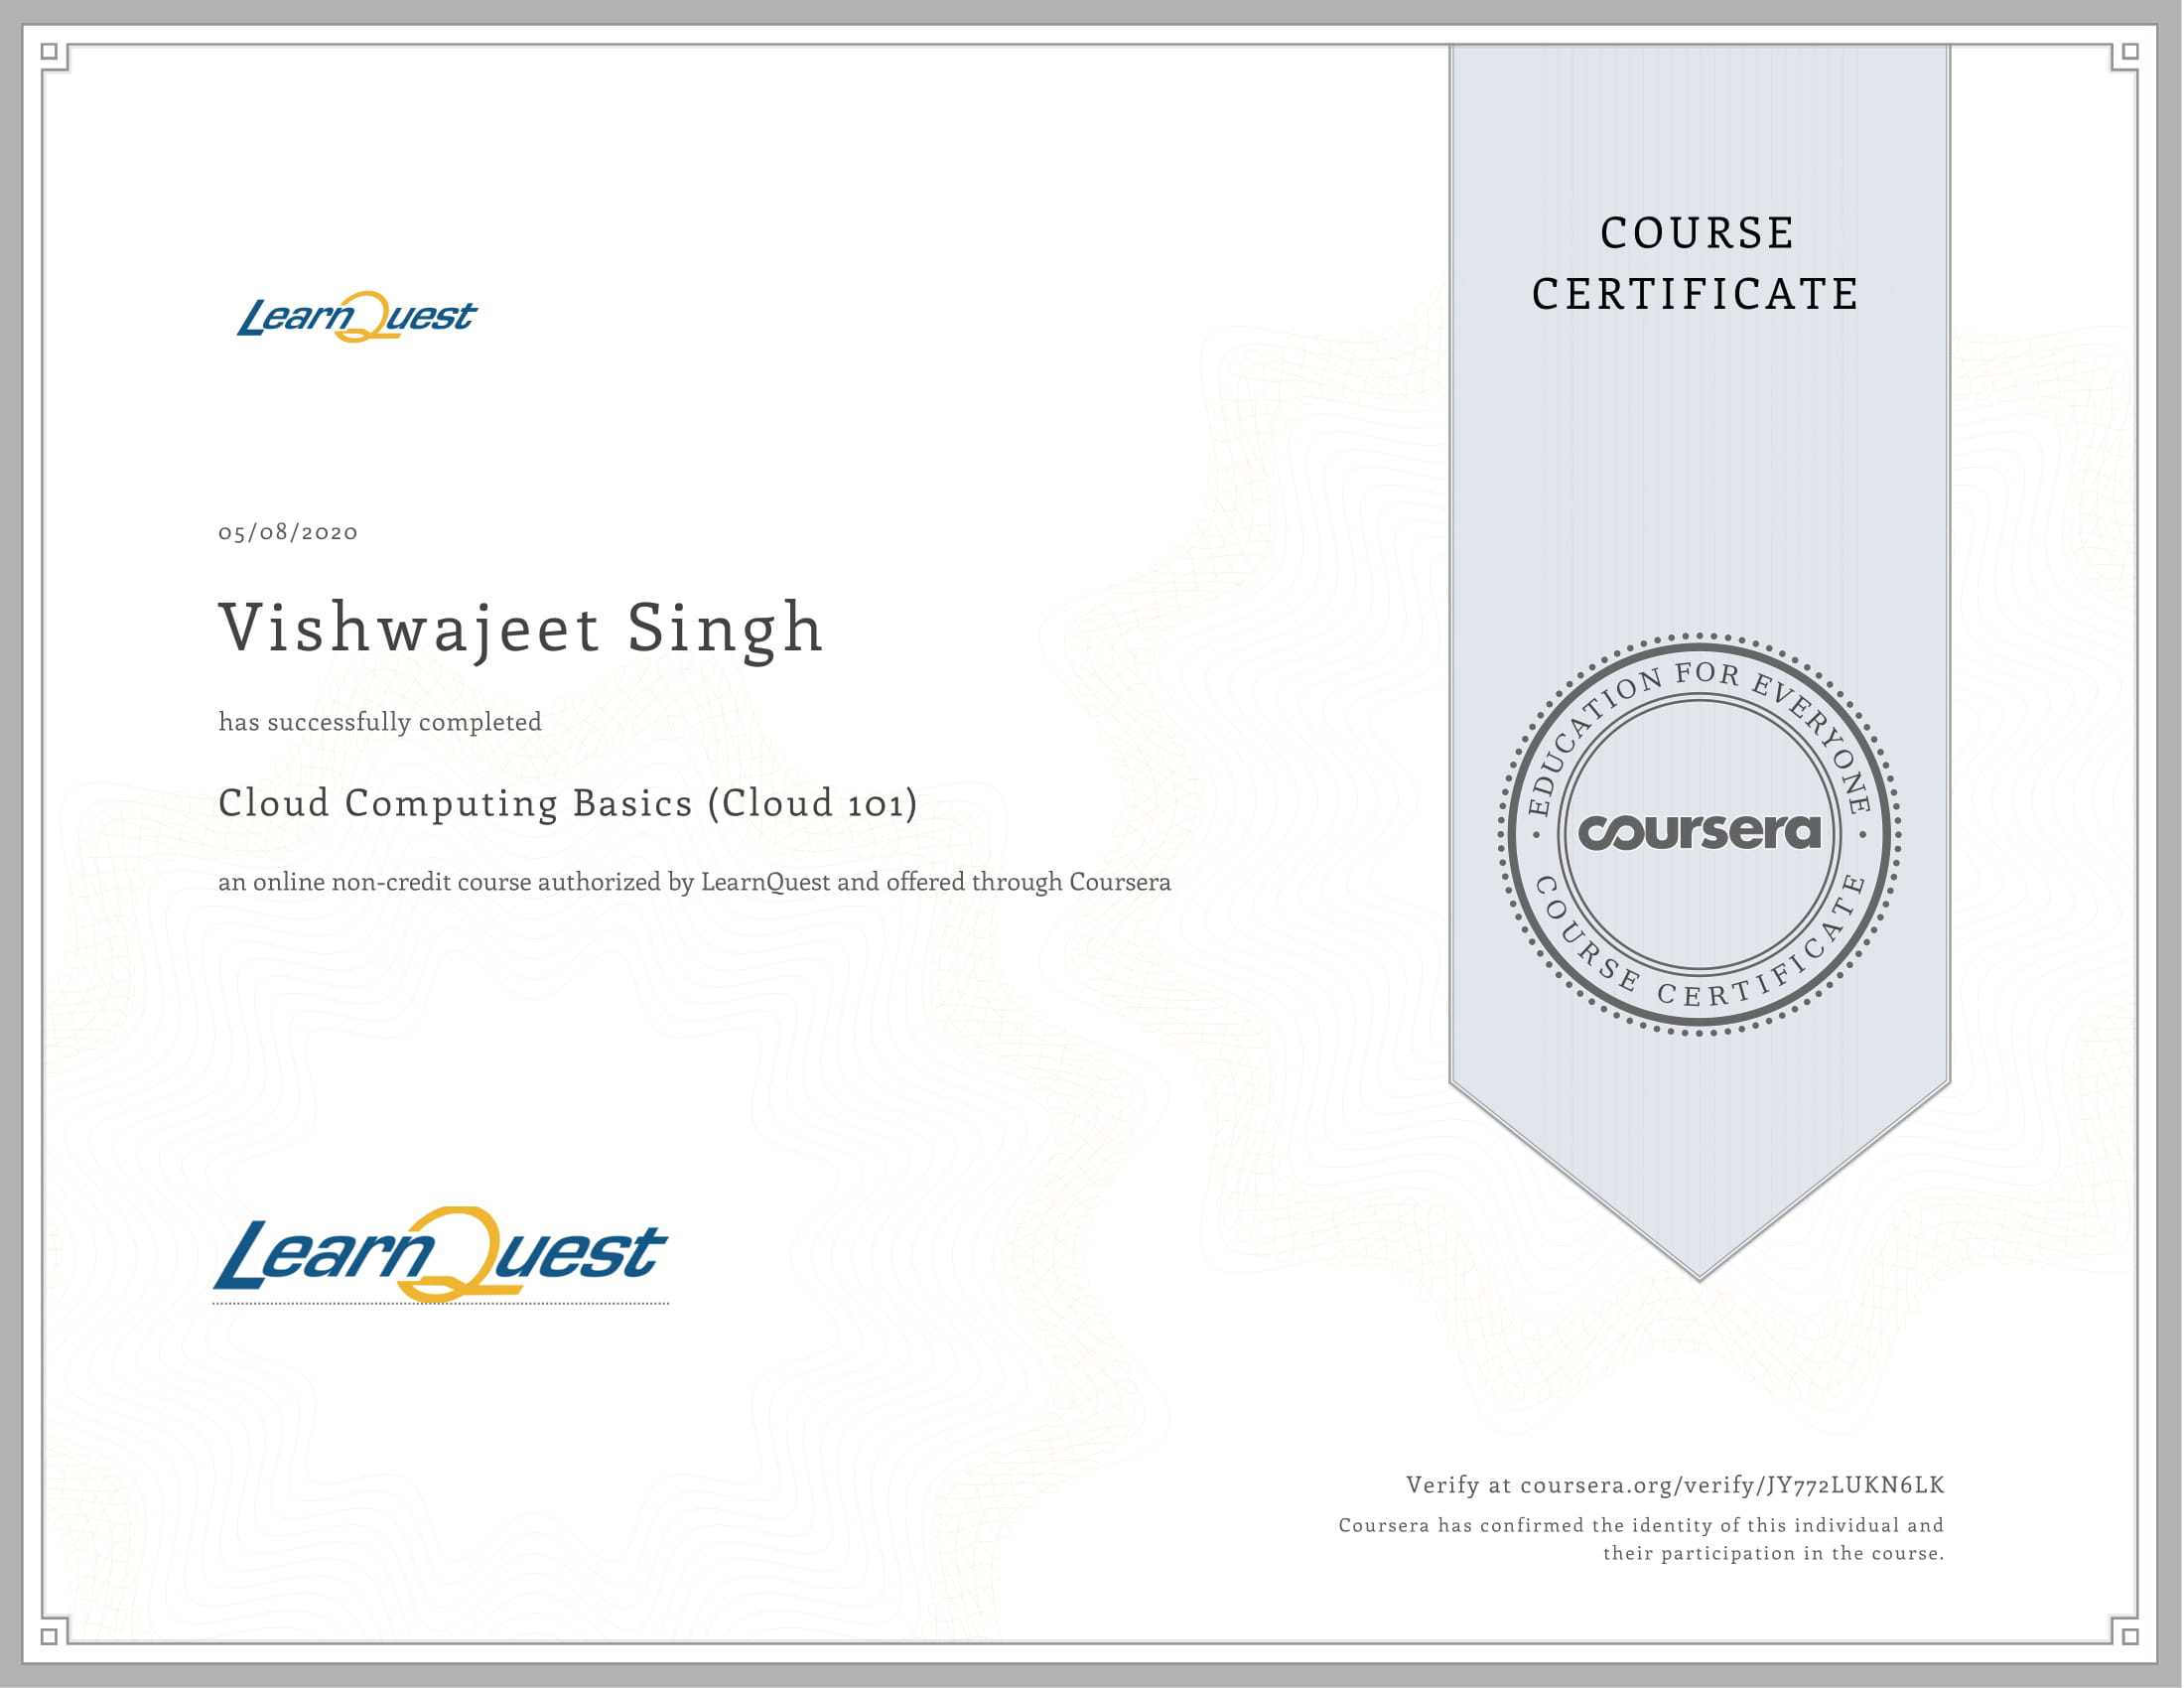 LearnQuest
COURSE
CERTIFICATE
05/08/2020
Vishwajeet Singh
has successfully completed
Cloud Computing Basics (Cloud 101)
an online non-credit course authorized by LearnQuest and offered through Coursera
EDUCATION FOR EVERYONE
coursera
COURSE CERTIFICATE
LearnQuest
Verify at coursera.org/verify/JY772LUKN6LK
Coursera has confirmed the identity of this individual and
their participation in the course.